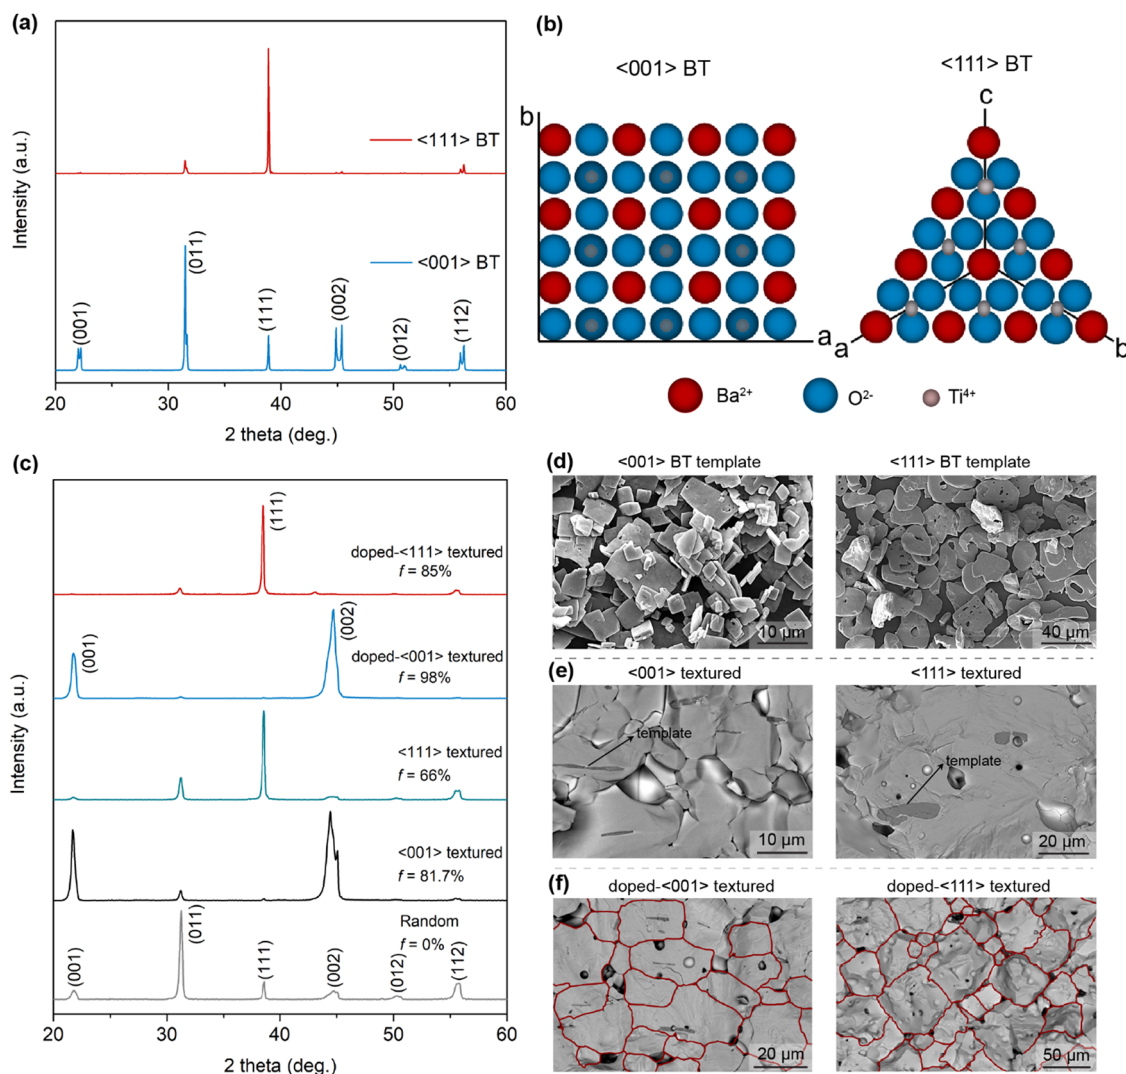 (a)
Intensity (a.u.)
<111> BT
<001> BT
(001)
(011)
(111)
(002)
(012)
(112)
20
30
40
50
60
2 theta (deg.)
(b)
<001> BT
<111> BT
b
a
c
a
b
Ba²⁺
O²⁻
Ti⁴⁺
(c)
Intensity (a.u.)
(111)
doped-<111> textured
f = 85%
(001)
(002)
doped-<001> textured
f = 98%
<111> textured
f = 66%
<001> textured
f = 81.7%
Random
f = 0%
(001)
(011)
(111)
(002)
(012)
(112)
20
30
40
50
60
2 theta (deg.)
(d)
<001> BT template
<111> BT template
10 μm
40 μm
(e)
<001> textured
<111> textured
template
template
10 μm
20 μm
(f)
doped-<001> textured
doped-<111> textured
20 μm
50 μm